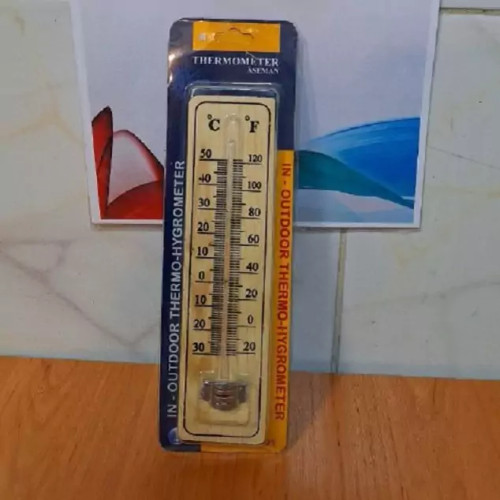 THERMOMETER
ASEMAN
°C °F
50 120
40 100
30 80
20 60
10 40
0 20
10 0
20 20
30
IN - OUTDOOR THERMO-HYGROMETER
IN - OUTDOOR THERMO-HYGROMETER